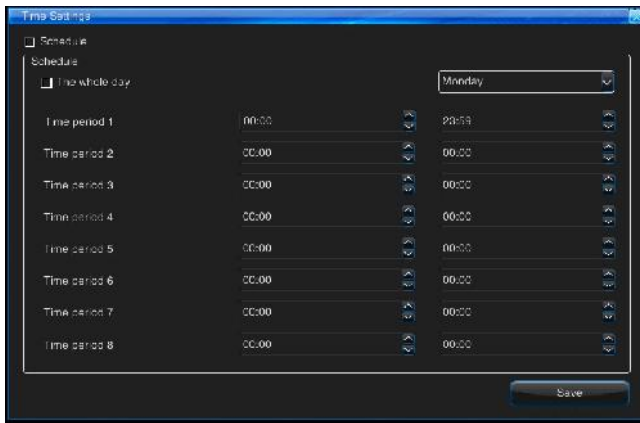 Time Settings
Schedule
Schedule
The whole day Monday
Time period 1 00:00 23:59
Time period 2 00:00 00:00
Time period 3 00:00 00:00
Time period 4 00:00 00:00
Time period 5 00:00 00:00
Time period 6 00:00 00:00
Time period 7 00:00 00:00
Time period 8 00:00 00:00
Save